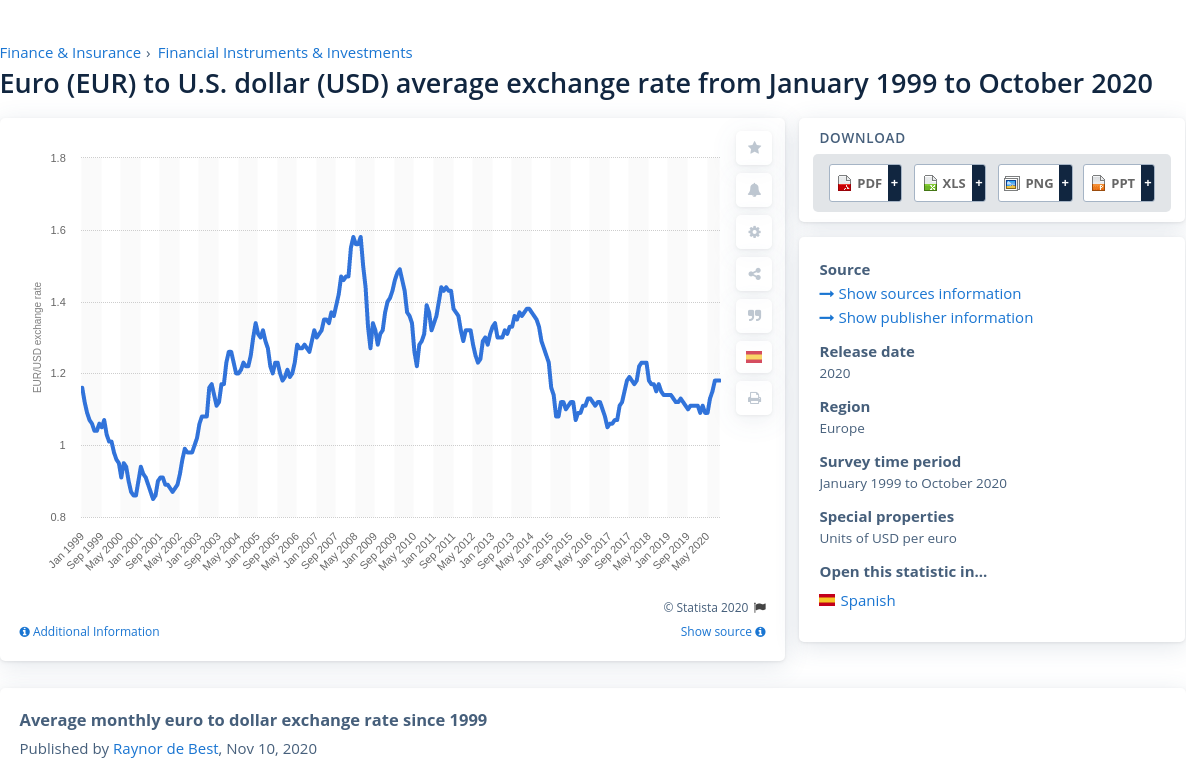 Finance & Insurance › Financial Instruments & Investments
Euro (EUR) to U.S. dollar (USD) average exchange rate from January 1999 to October 2020
EUR/USD exchange rate
1.8
1.6
1.4
1.2
1
0.8
Jan 1999
Sep 1999
May 2000
Jan 2001
Sep 2001
May 2002
Jan 2003
Sep 2003
May 2004
Jan 2005
Sep 2005
May 2006
Jan 2007
Sep 2007
May 2008
Jan 2009
Sep 2009
May 2010
Jan 2011
Sep 2011
May 2012
Jan 2013
Sep 2013
May 2014
Jan 2015
Sep 2015
May 2016
Jan 2017
Sep 2017
May 2018
Jan 2019
Sep 2019
May 2020
© Statista 2020
Additional Information
Show source
DOWNLOAD
PDF + XLS + PNG + PPT +
Source
Show sources information
Show publisher information
Release date
2020
Region
Europe
Survey time period
January 1999 to October 2020
Special properties
Units of USD per euro
Open this statistic in...
Spanish
Average monthly euro to dollar exchange rate since 1999
Published by Raynor de Best, Nov 10, 2020